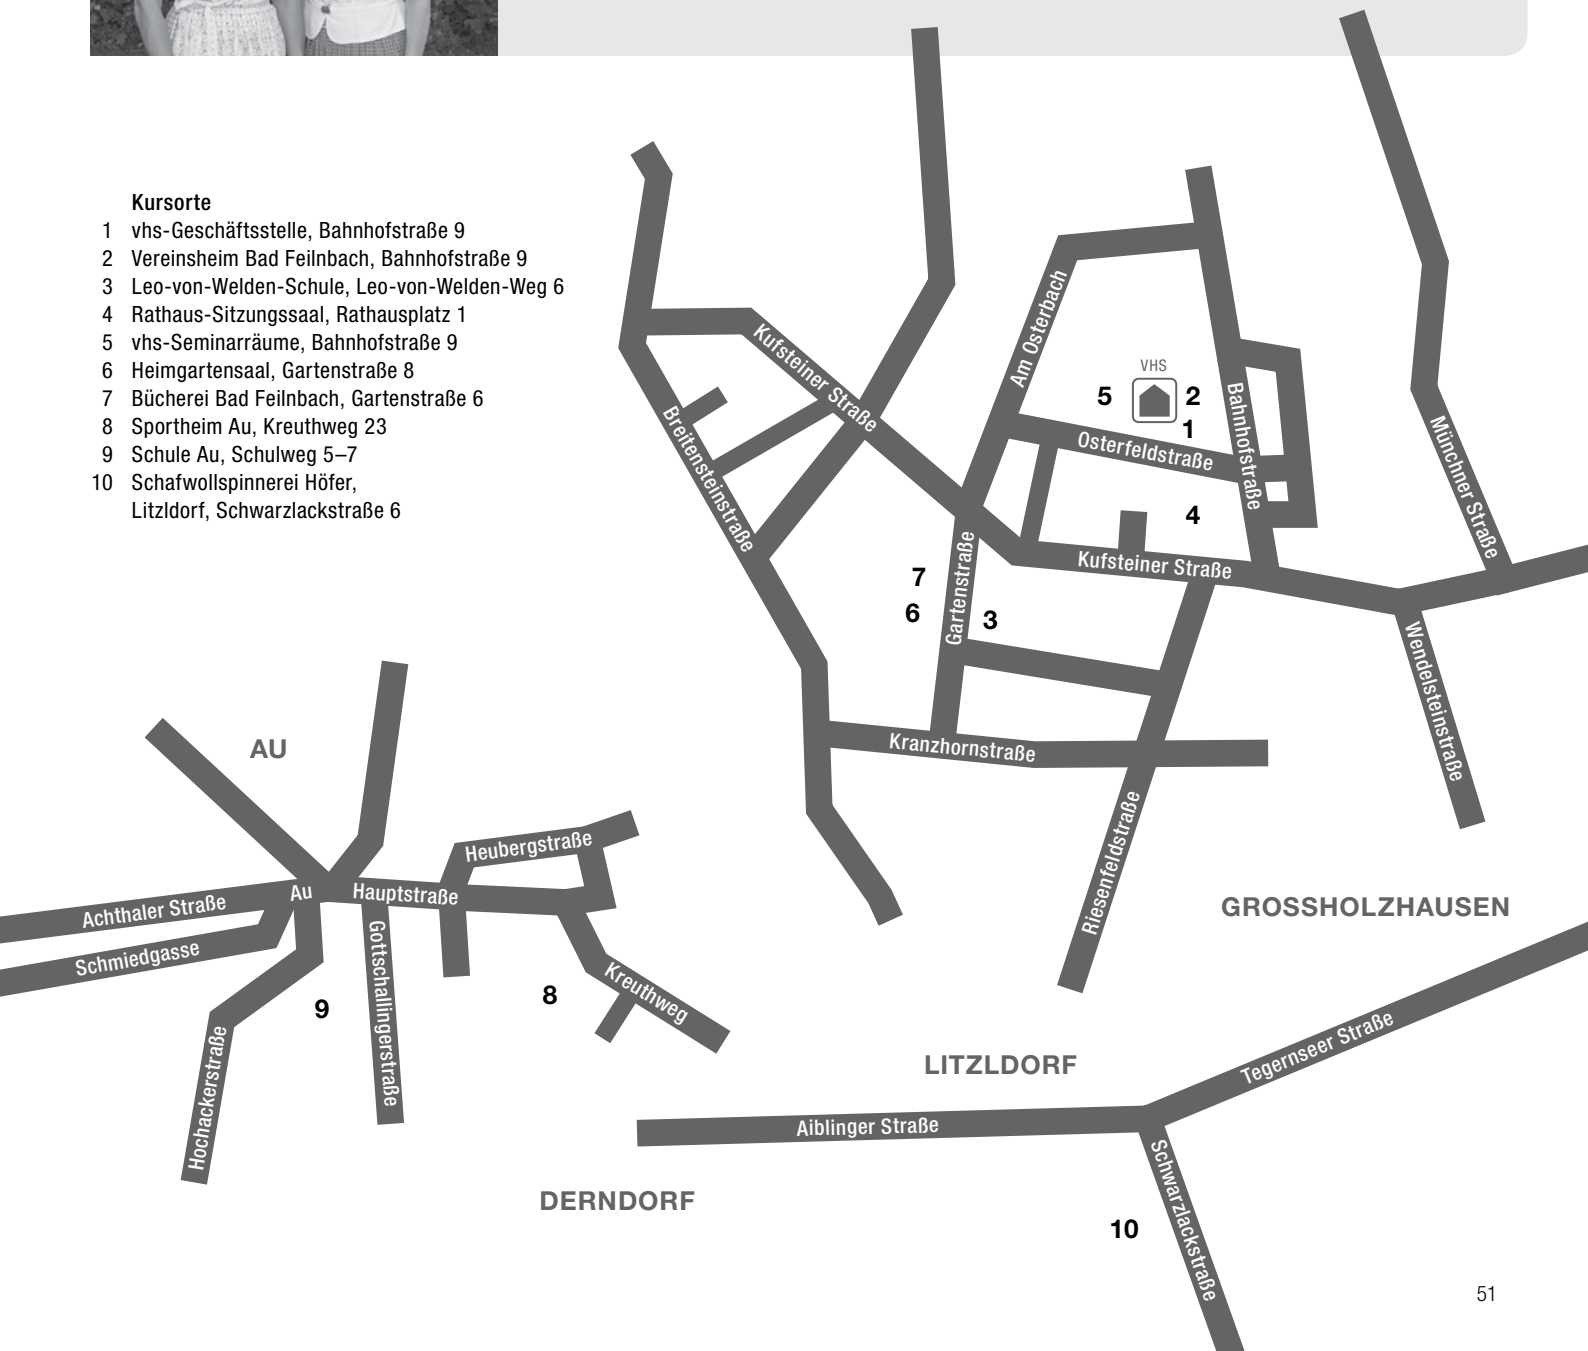 Kursorte
1 vhs-Geschäftsstelle, Bahnhofstraße 9
2 Vereinsheim Bad Feilnbach, Bahnhofstraße 9
3 Leo-von-Welden-Schule, Leo-von-Welden-Weg 6
4 Rathaus-Sitzungssaal, Rathausplatz 1
5 vhs-Seminarräume, Bahnhofstraße 9
6 Heimgartensaal, Gartenstraße 8
7 Bücherei Bad Feilnbach, Gartenstraße 6
8 Sportheim Au, Kreuthweg 23
9 Schule Au, Schulweg 5–7
10 Schafwollspinnerei Höfer,
Litzldorf, Schwarzlackstraße 6
Kufsteiner Straße
Am Osterbach
VHS
5
2
1
Bahnhofstraße
Breitensteinstraße
Osterfeldstraße
Münchner Straße
4
Kufsteiner Straße
Gartenstraße
7
6
3
Wendelsteinstraße
Kranzhornstraße
Riesenfeldstraße
AU
Heubergstraße
Au
Hauptstraße
Achthaler Straße
Schmiedgasse
Gottschallingerstraße
Kreuthweg
8
9
Hochackerstraße
GROSSHOLZHAUSEN
LITZLDORF
Tegernseer Straße
Aiblinger Straße
Schwarzlackstraße
DERNDORF
10
51